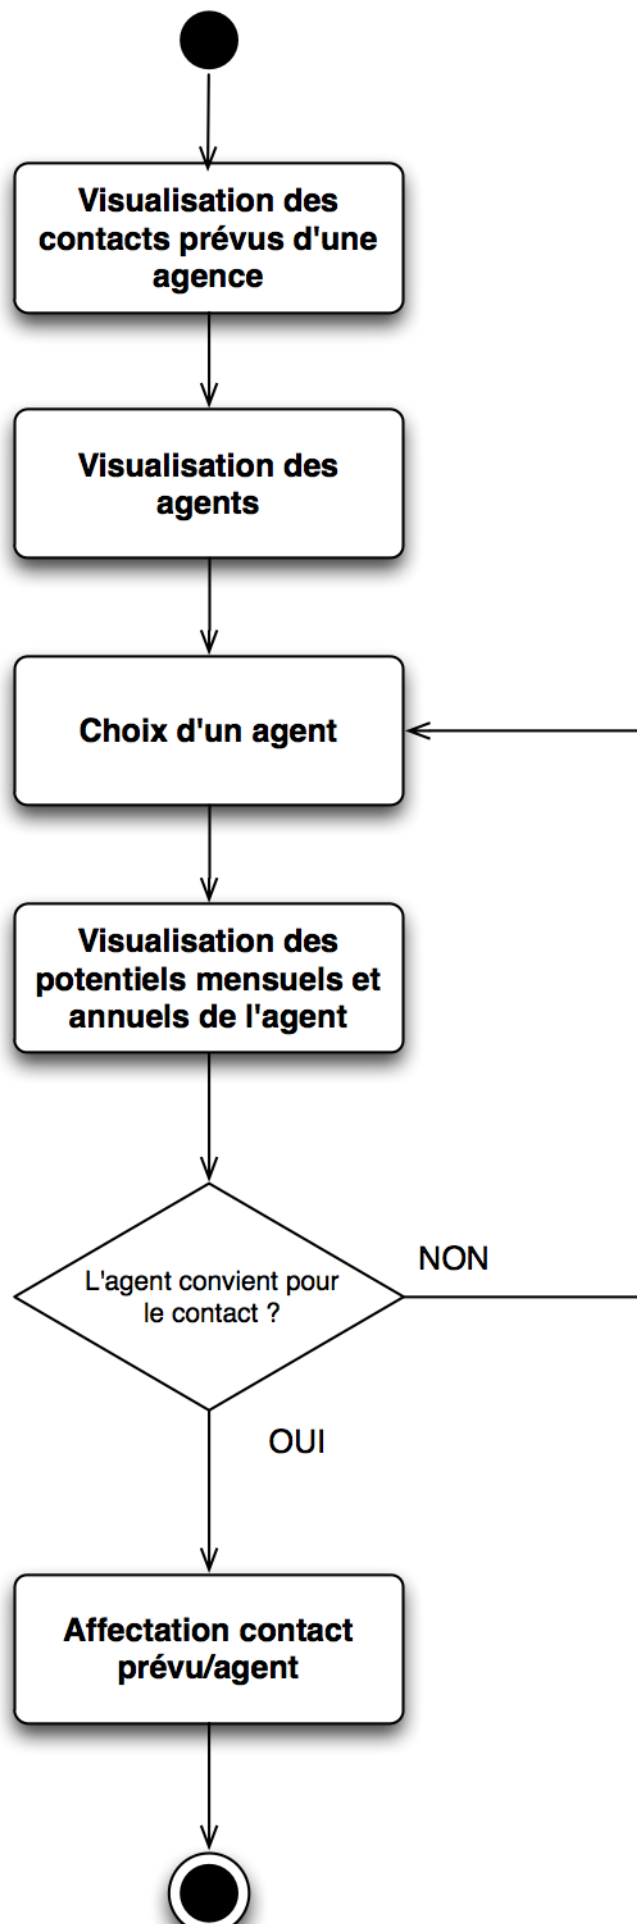 Visualisation des
contacts prévus d'une
agence
Visualisation des
agents
Choix d'un agent
Visualisation des
potentiels mensuels et
annuels de l'agent
L'agent convient pour
le contact ?
NON
OUI
Affectation contact
prévu/agent